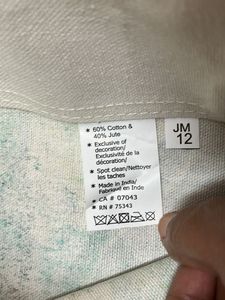 * 60% Cotton &
40% Jute
* Exclusive of
decoration/
Exclusive de la
décoration/
* Spot clean/Nettoyer
les taches
* Made in India/
Fabriqué en Inde
* CA # 07043
* RN # 75343
JM
12